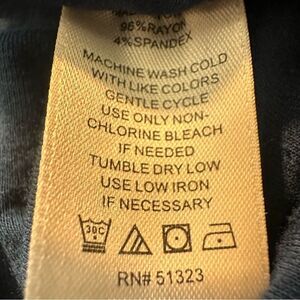 96% RAYON
4% SPANDEX
MACHINE WASH COLD
WITH LIKE COLORS
GENTLE CYCLE
USE ONLY NON-
CHLORINE BLEACH
IF NEEDED
TUMBLE DRY LOW
USE LOW IRON
IF NECESSARY
30C
RN# 51323